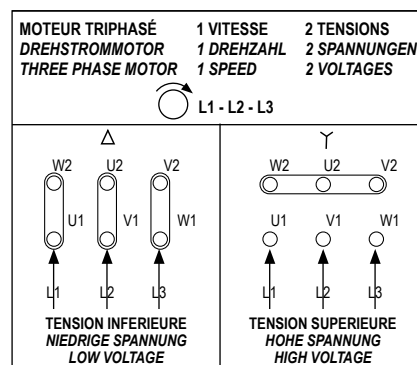 MOTEUR TRIPHASÉ 1 VITESSE 2 TENSIONS
DREHSTROMMOTOR 1 DREHZAHL 2 SPANNUNGEN
THREE PHASE MOTOR 1 SPEED 2 VOLTAGES
L1 - L2 - L3
Δ
W2 U2 V2
U1 V1 W1
L1 L2 L3
TENSION INFERIEURE
NIEDRIGE SPANNUNG
LOW VOLTAGE
Y
W2 U2 V2
U1 V1 W1
L1 L2 L3
TENSION SUPERIEURE
HOHE SPANNUNG
HIGH VOLTAGE